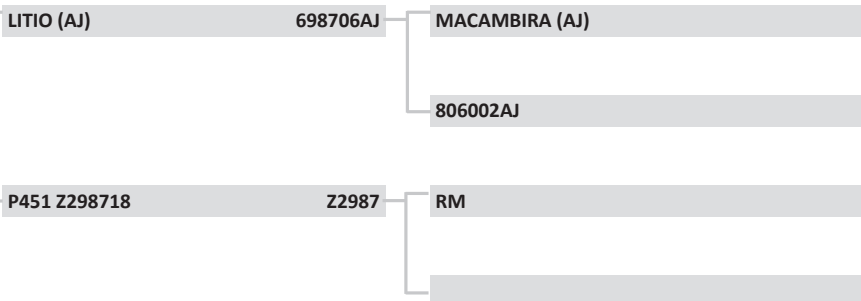 LITIO (AJ) 698706AJ MACAMBIRA (AJ)
806002AJ
P451 Z298718 Z2987 RM